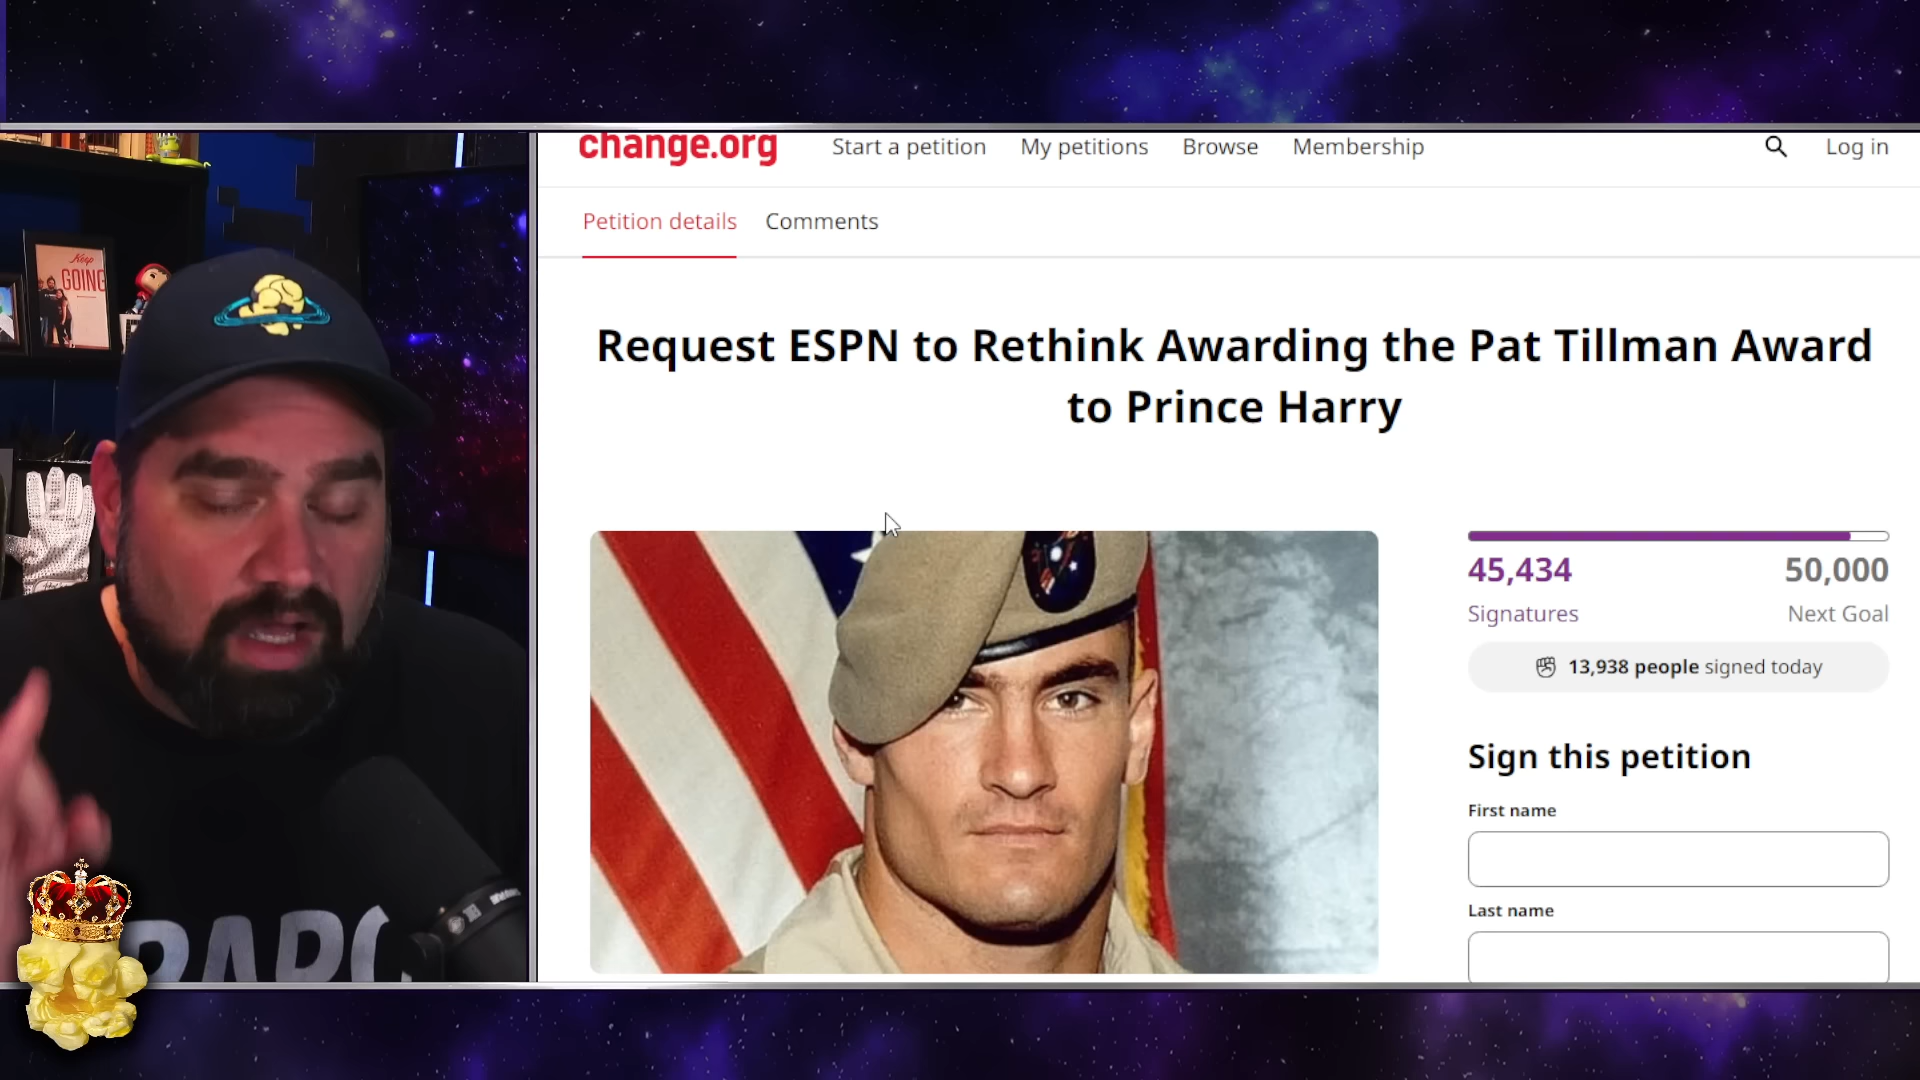 Keep
GOING
change.org
Start a petition
My petitions
Browse
Membership
Log in
Petition details
Comments
Request ESPN to Rethink Awarding the Pat Tillman Award
to Prince Harry
45,434
50,000
Signatures
Next Goal
13,938 people signed today
Sign this petition
First name
Last name